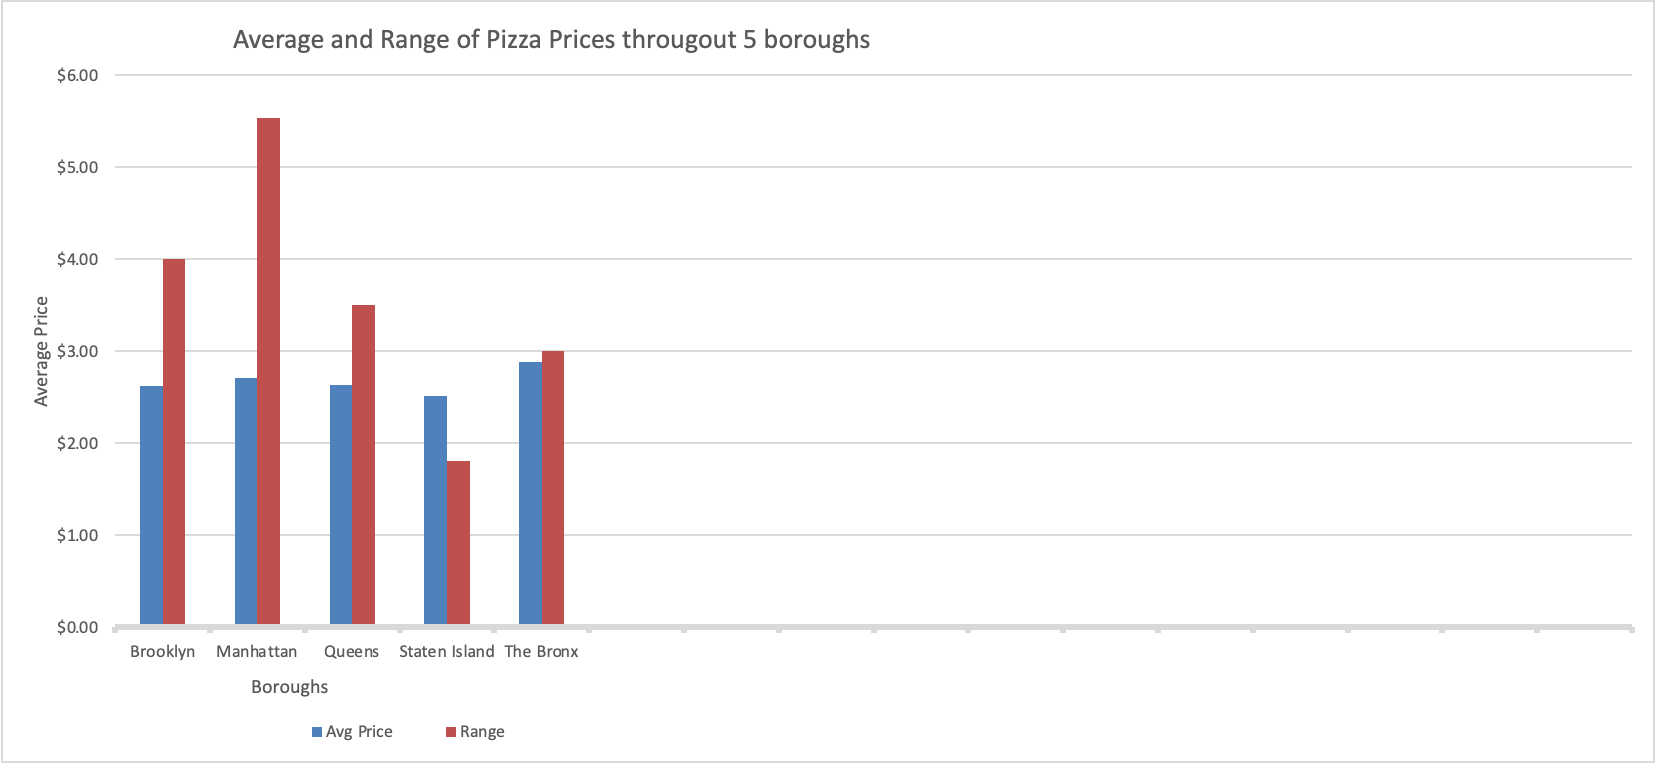 Average and Range of Pizza Prices througout 5 boroughs
$6.00
$5.00
$4.00
$3.00
$2.00
$1.00
$0.00
Average Price
Brooklyn Manhattan Queens Staten Island The Bronx
Boroughs
Avg Price Range